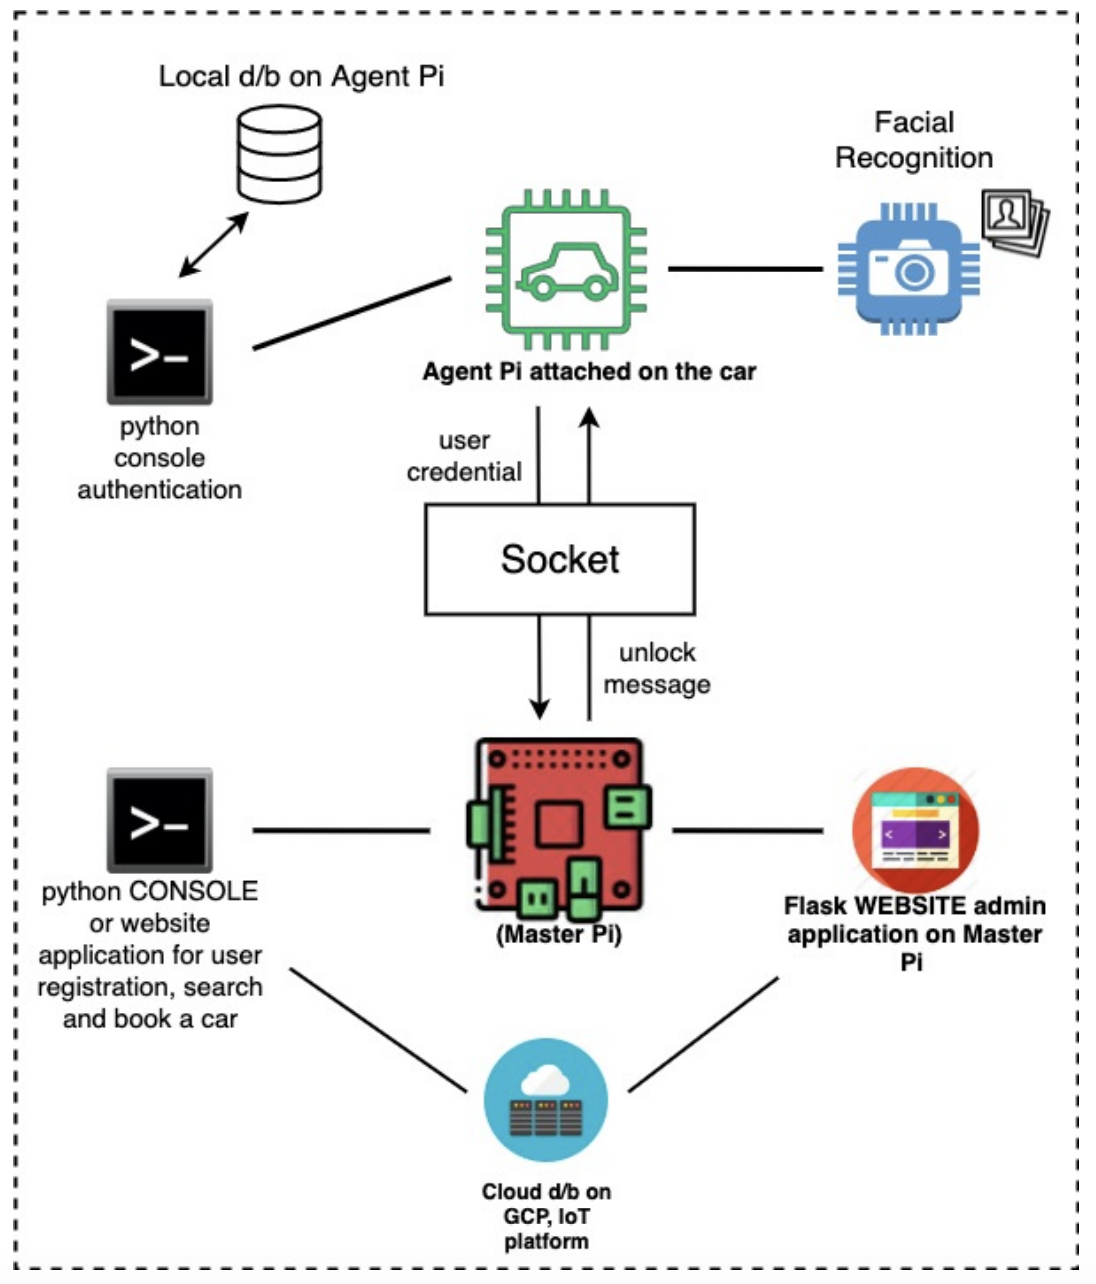 Local d/b on Agent Pi
Facial
Recognition
>–
python
console
authentication
Agent Pi attached on the car
user
credential
Socket
unlock
message
>–
python CONSOLE
or website
application for user
registration, search
and book a car
(Master Pi)
< >
Flask WEBSITE admin
application on Master
Pi
Cloud d/b on
GCP, IoT
platform